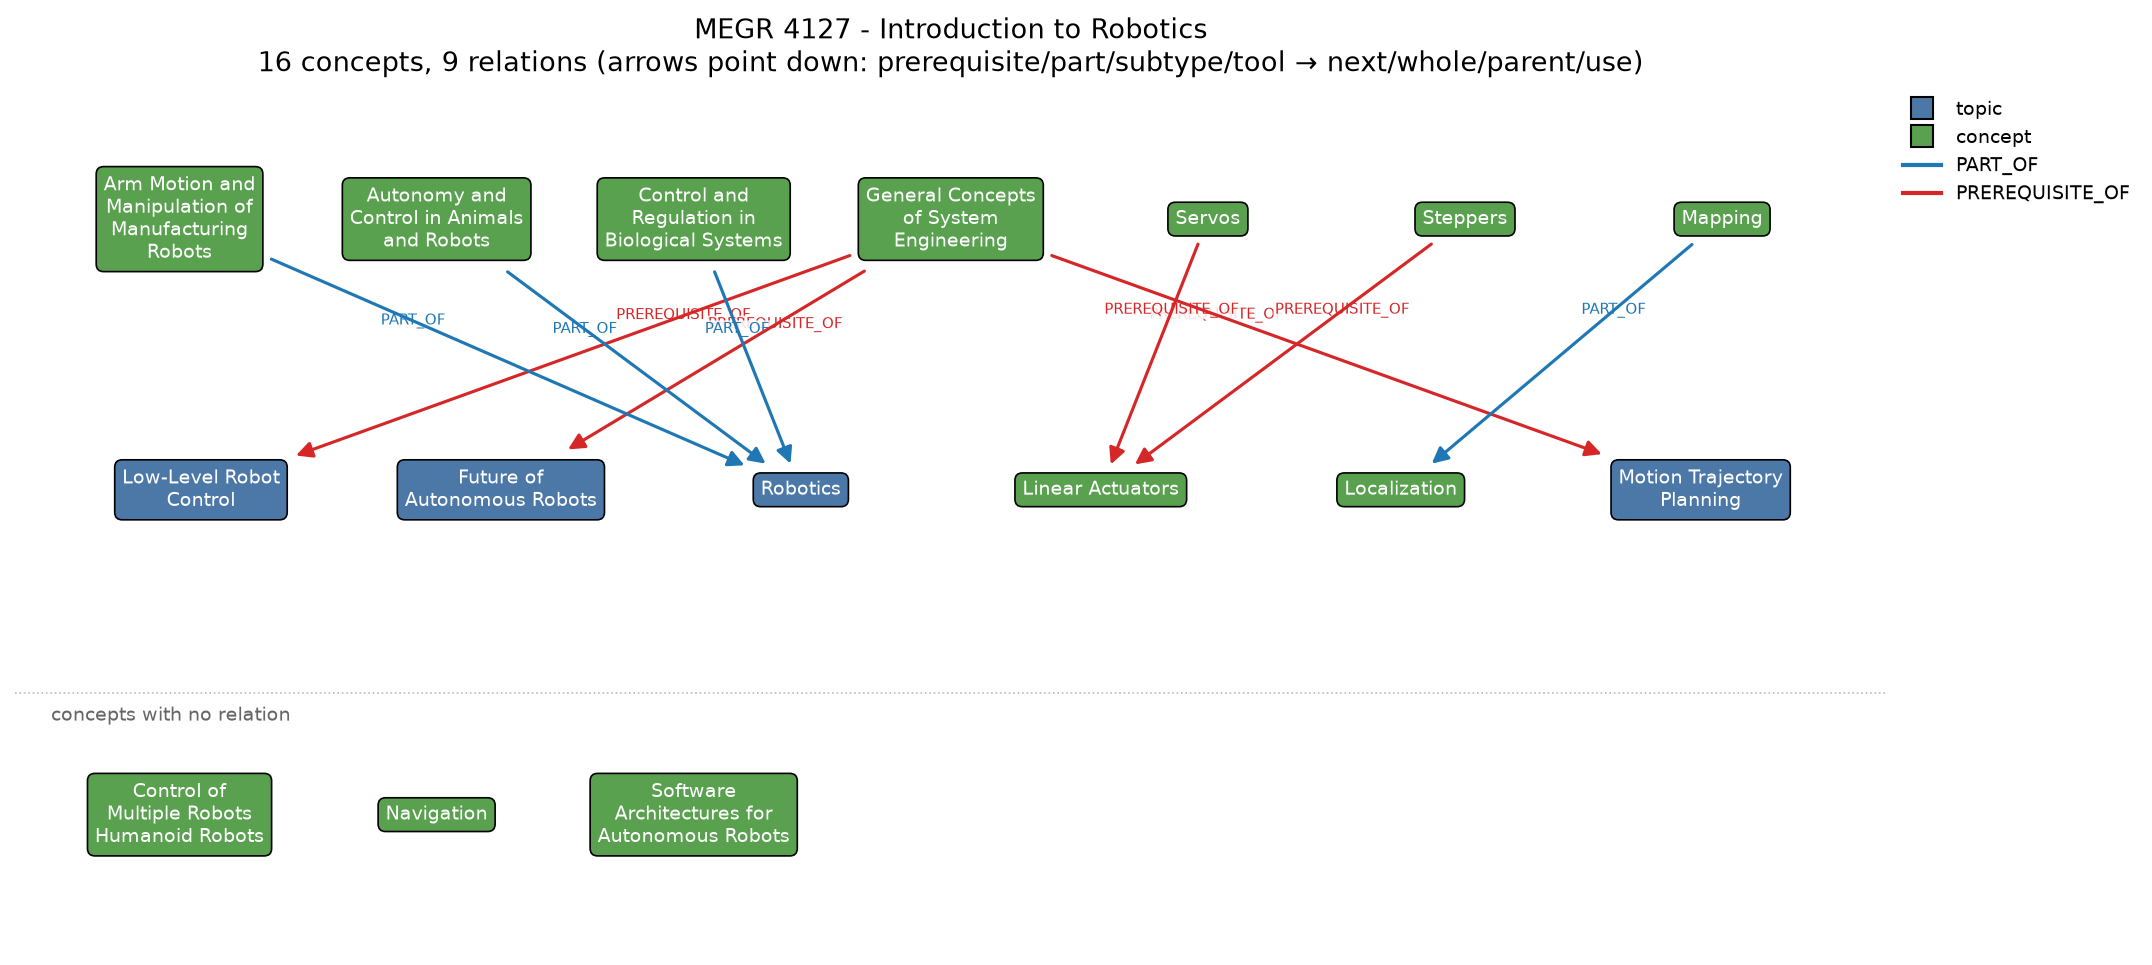 MEGR 4127 - Introduction to Robotics
16 concepts, 9 relations (arrows point down: prerequisite/part/subtype/tool → next/whole/parent/use)
topic
concept
PART_OF
PREREQUISITE_OF
Arm Motion and
Manipulation of
Manufacturing
Robots
Autonomy and
Control in Animals
and Robots
Control and
Regulation in
Biological Systems
General Concepts
of System
Engineering
Servos
Steppers
Mapping
PART_OF
PART_OF
PREREQUISITE_OF
PREREQUISITE_OF
PART_OF
PREREQUISITE_OF
PREREQUISITE_OF
PART_OF
Low-Level Robot
Control
Future of
Autonomous Robots
Robotics
Linear Actuators
Localization
Motion Trajectory
Planning
concepts with no relation
Control of
Multiple Robots
Humanoid Robots
Navigation
Software
Architectures for
Autonomous Robots